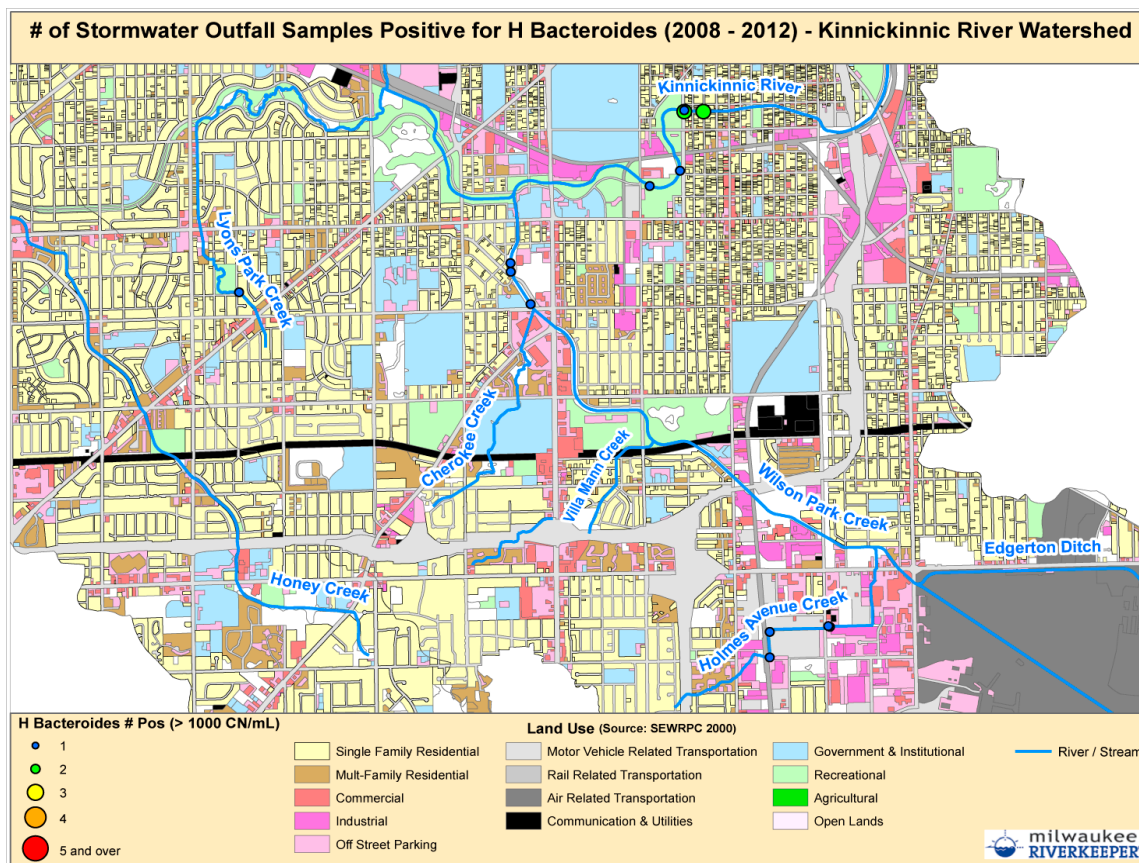 # of Stormwater Outfall Samples Positive for H Bacteroides (2008 - 2012) - Kinnickinnic River Watershed
Kinnickinnic River
Lyons Park Creek
Cherokee Creek
Villa Mann Creek
Wilson Park Creek
Edgerton Ditch
Honey Creek
Holmes Avenue Creek
H Bacteroides # Pos (> 1000 CN/mL)
1
2
3
4
5 and over
Land Use (Source: SEWRPC 2000)
Single Family Residential
Mult-Family Residential
Commercial
Industrial
Off Street Parking
Motor Vehicle Related Transportation
Rail Related Transportation
Air Related Transportation
Communication & Utilities
Government & Institutional
Recreational
Agricultural
Open Lands
River / Stream
milwaukee
RIVERKEEPER